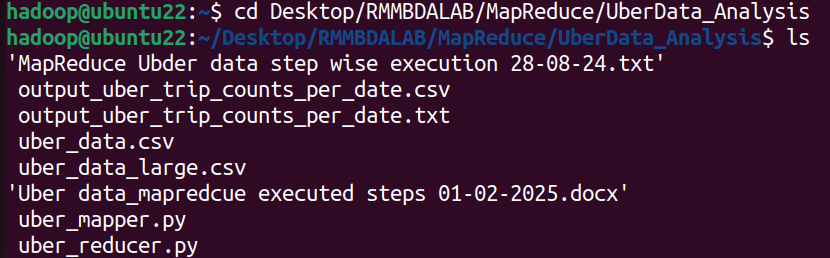 hadoop@ubuntu22:~$ cd Desktop/RMMBDALAB/MapReduce/UberData_Analysis
hadoop@ubuntu22:~/Desktop/RMMBDALAB/MapReduce/UberData_Analysis$ ls
'MapReduce Ubder data step wise execution 28-08-24.txt'
output_uber_trip_counts_per_date.csv
output_uber_trip_counts_per_date.txt
uber_data.csv
uber_data_large.csv
'Uber data_mapredcue executed steps 01-02-2025.docx'
uber_mapper.py
uber_reducer.py